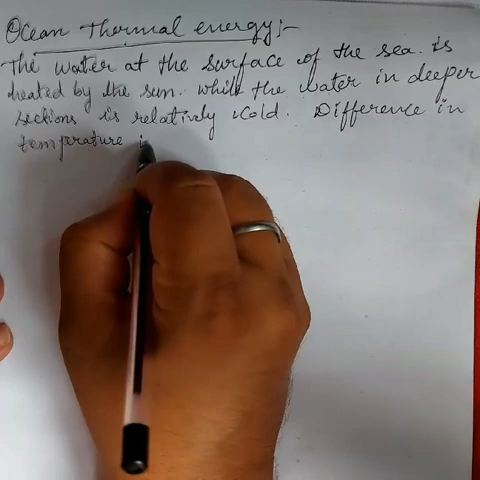 Ocean Thermal energy:-
The water at the surface of the sea. is
heated by the sun. while the water in deeper
sections is relatively cold. Difference in
temperature i